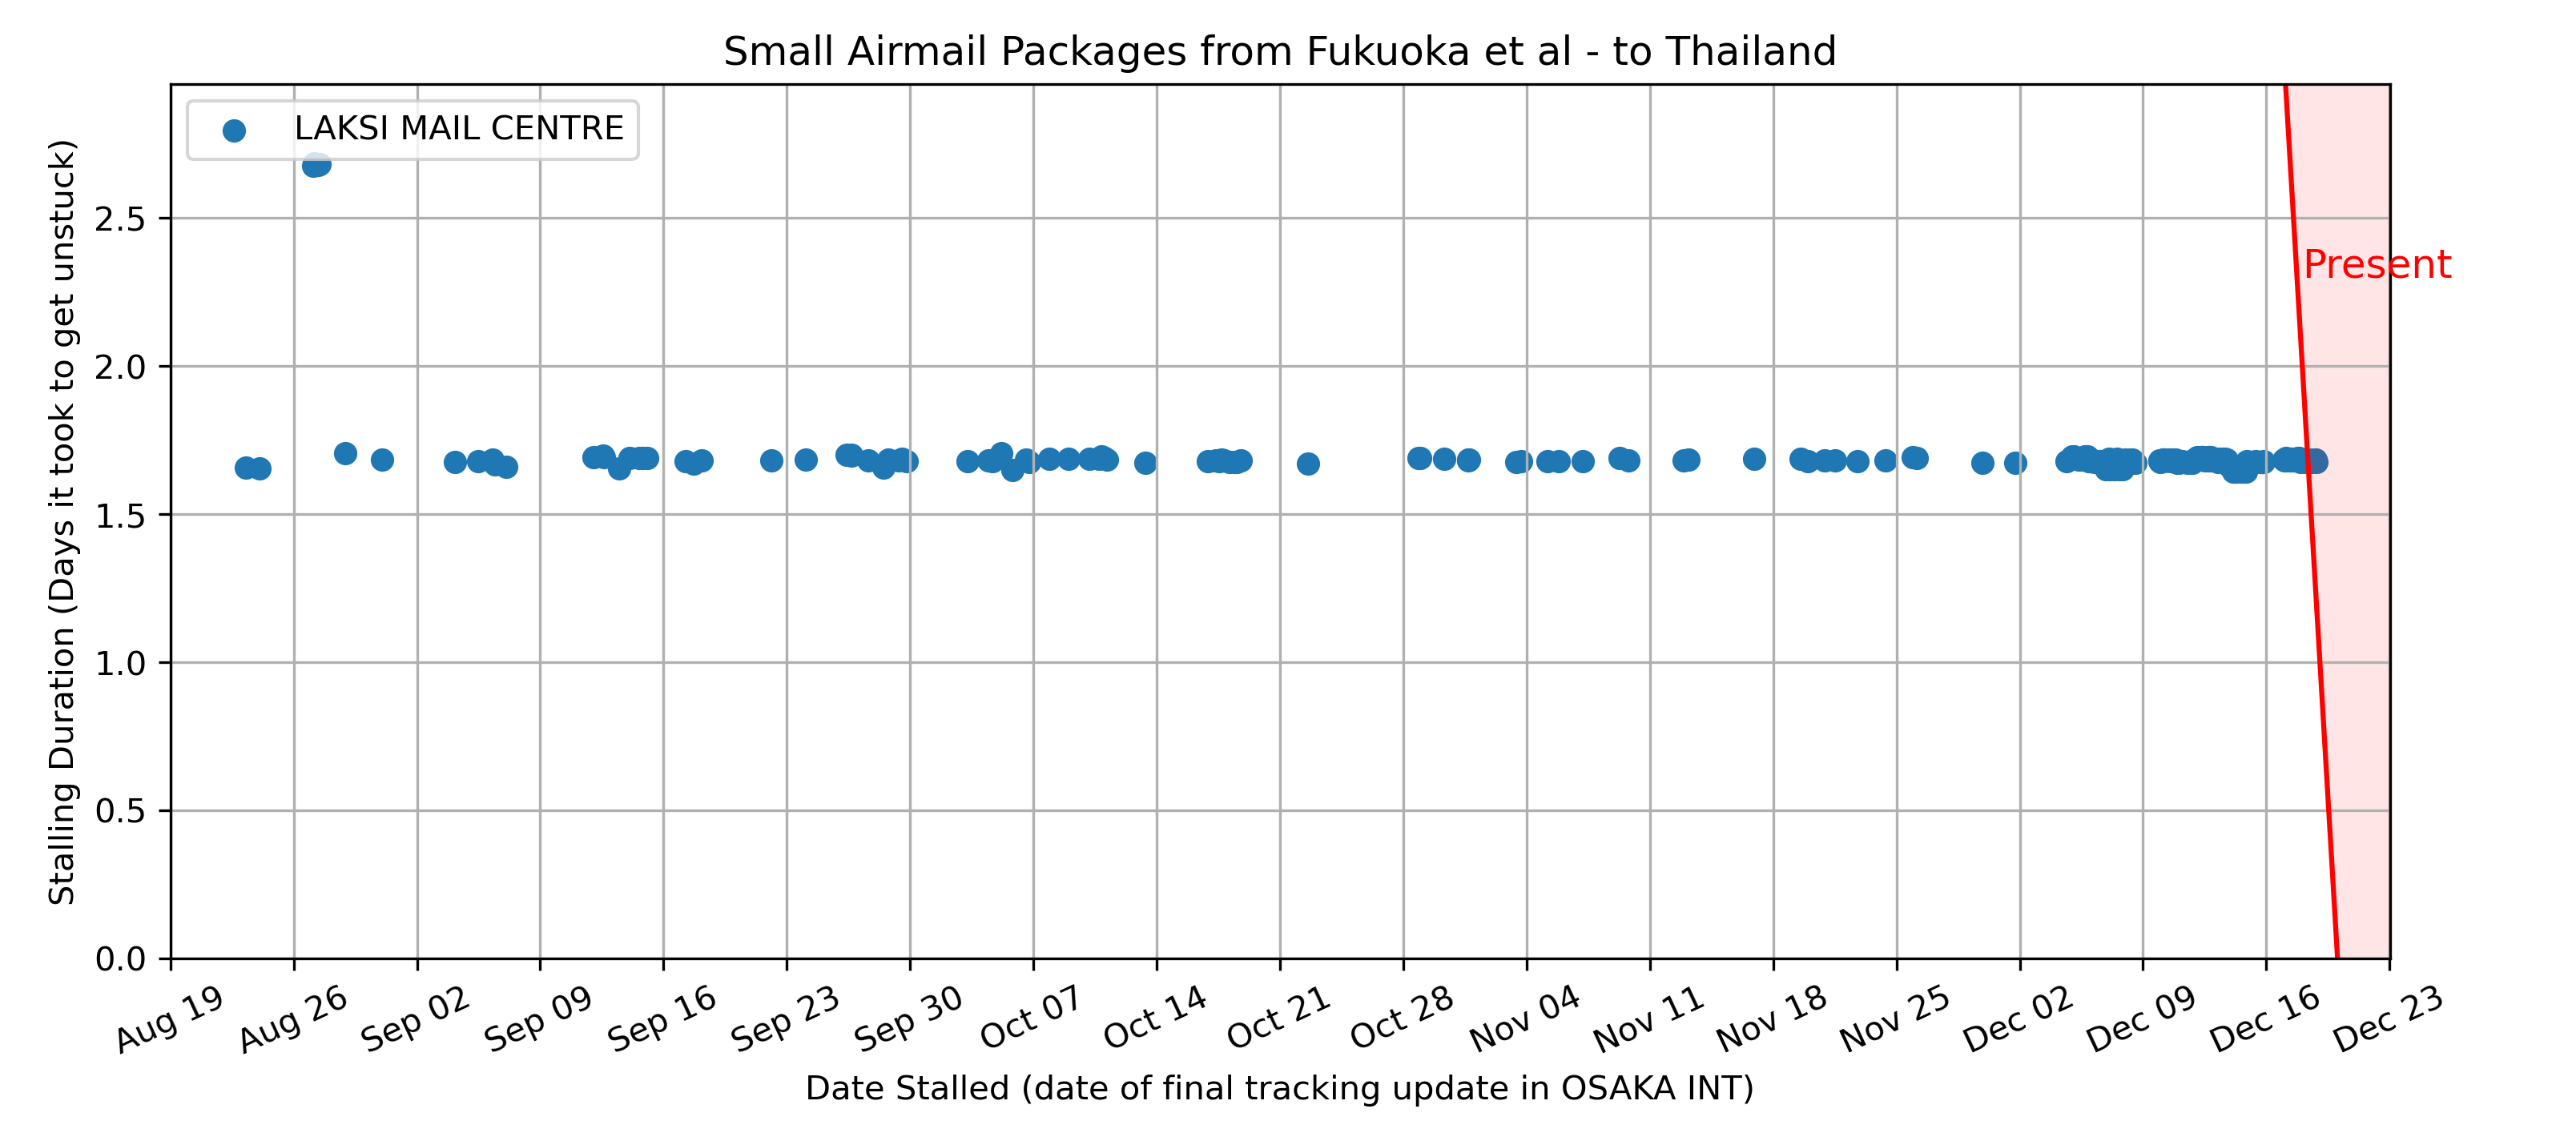 Small Airmail Packages from Fukuoka et al - to Thailand
LAKSI MAIL CENTRE
Present
Stalling Duration (Days it took to get unstuck)
2.5
2.0
1.5
1.0
0.5
0.0
Aug 19
Aug 26
Sep 02
Sep 09
Sep 16
Sep 23
Sep 30
Oct 07
Oct 14
Oct 21
Oct 28
Nov 04
Nov 11
Nov 18
Nov 25
Dec 02
Dec 09
Dec 16
Dec 23
Date Stalled (date of final tracking update in OSAKA INT)